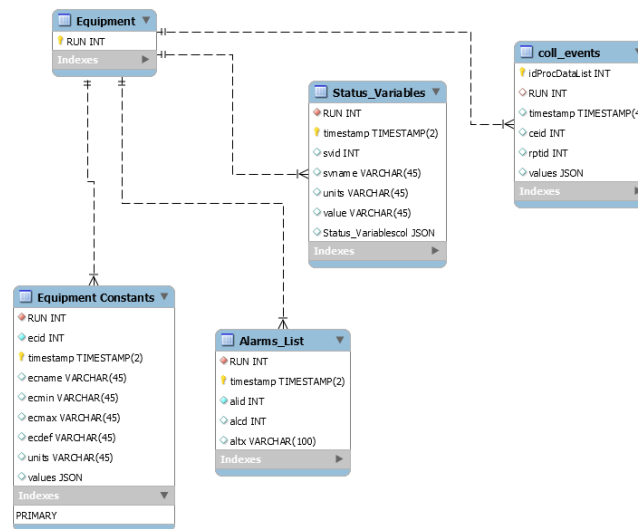 Equipment
RUN INT
Indexes
coll_events
idProcDataList INT
RUN INT
timestamp TIMESTAMP(4
ceid INT
rptid INT
values JSON
Indexes
Status_Variables
RUN INT
timestamp TIMESTAMP(2)
svid INT
svname VARCHAR(45)
units VARCHAR(45)
value VARCHAR(45)
Status_Variablescol JSON
Indexes
Equipment Constants
RUN INT
ecid INT
timestamp TIMESTAMP(2)
ecname VARCHAR(45)
ecmin VARCHAR(45)
ecmax VARCHAR(45)
ecdef VARCHAR(45)
units VARCHAR(45)
values JSON
Indexes
PRIMARY
Alarms_List
RUN INT
timestamp TIMESTAMP(2)
alid INT
alcd INT
altx VARCHAR(100)
Indexes